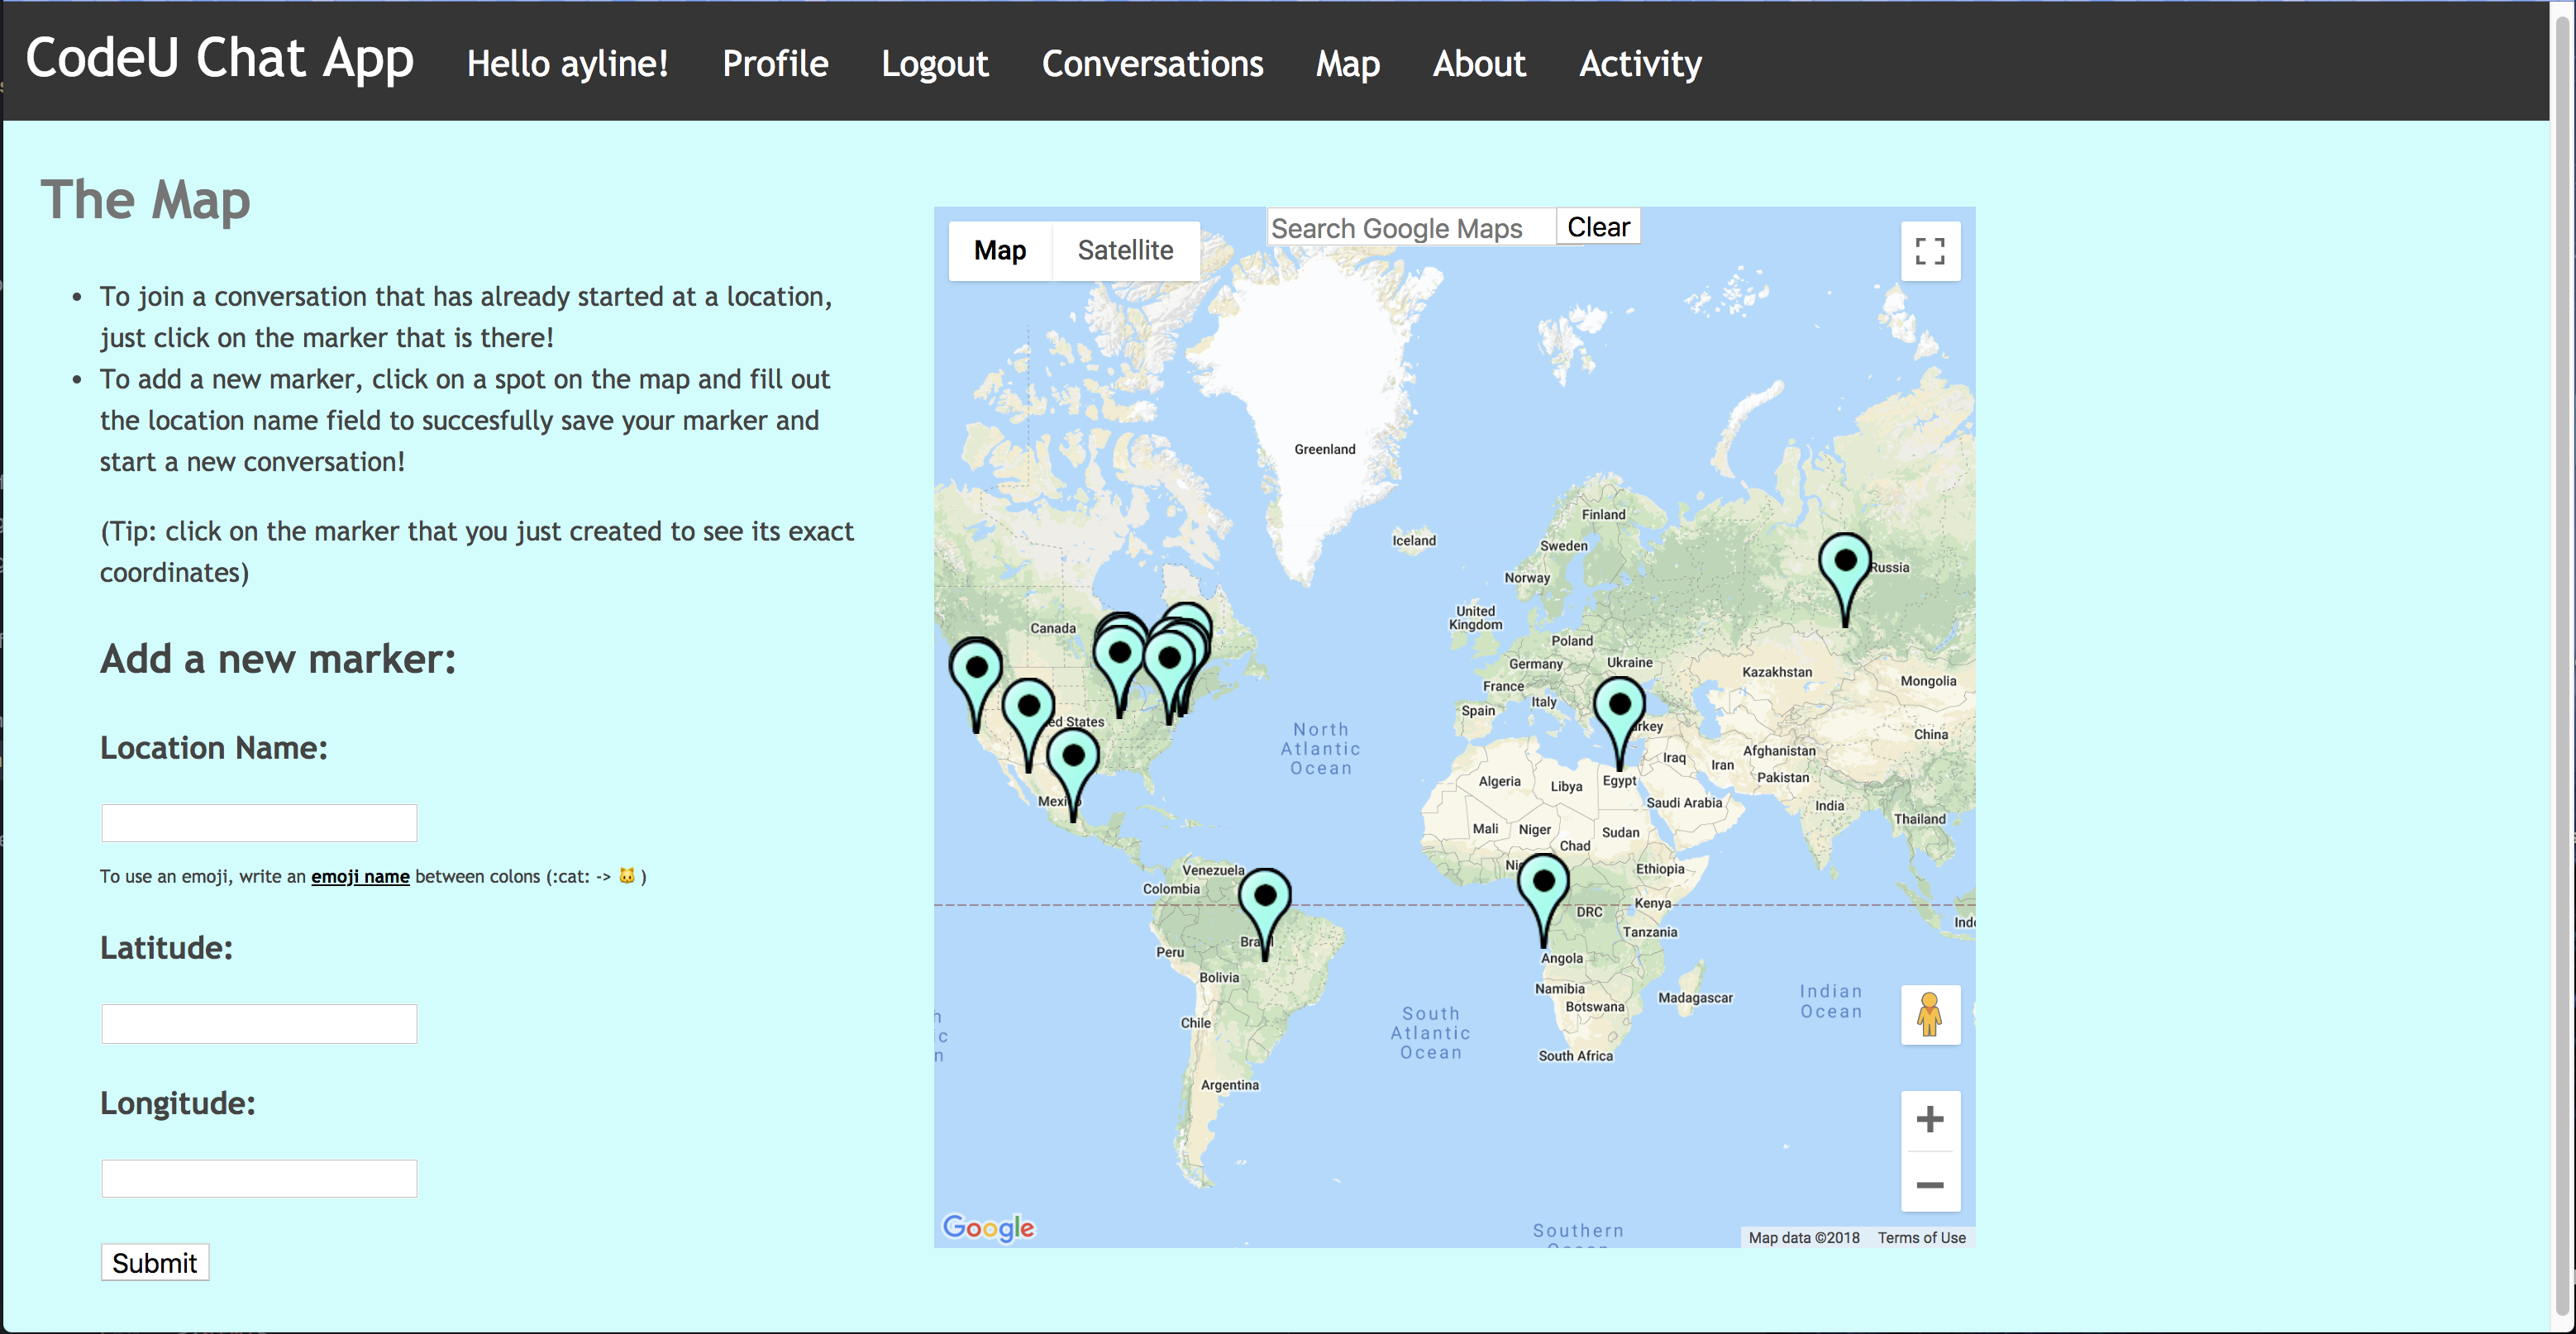 CodeU Chat App Hello ayline! Profile Logout Conversations Map About Activity
The Map
• To join a conversation that has already started at a location,
just click on the marker that is there!
• To add a new marker, click on a spot on the map and fill out
the location name field to succesfully save your marker and
start a new conversation!
(Tip: click on the marker that you just created to see its exact
coordinates)
Add a new marker:
Location Name:
To use an emoji, write an emoji name between colons (:cat: -> 🐱 )
Latitude:
Longitude:
Submit
Map Satellite
Search Google Maps Clear
Greenland
Iceland
Finland
Sweden
Norway
Russia
United
Kingdom
Canada
Poland
Germany
Ukraine
France
Kazakhstan
Mongolia
Italy
Spain
ed States
rkey
China
North
Atlantic
Ocean
Afghanistan
Iraq
Iran
Pakistan
Algeria
Libya
Egypt
Saudi Arabia
India
Thailand
Mali
Niger
Sudan
Chad
Ethiopia
Venezuela
Colombia
DRC
Kenya
Tanzania
Peru
Angola
Bolivia
Namibia
Botswana
Madagascar
Indian
Ocean
South
Atlantic
Ocean
Chile
South Africa
Argentina
Southern
Google
Map data ©2018 Terms of Use